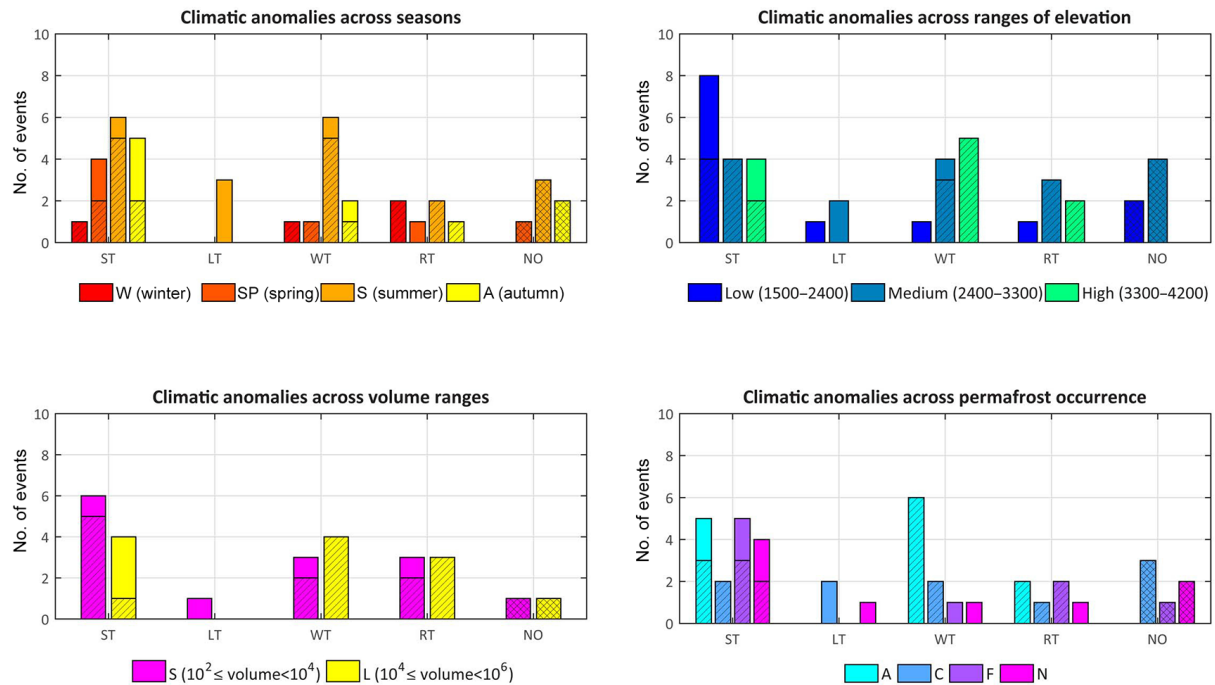 Climatic anomalies across seasons
No. of events
10
8
6
4
2
0
ST LT WT RT NO
W (winter) SP (spring) S (summer) A (autumn)
Climatic anomalies across ranges of elevation
No. of events
10
8
6
4
2
0
ST LT WT RT NO
Low (1500–2400) Medium (2400–3300) High (3300–4200)
Climatic anomalies across volume ranges
No. of events
10
8
6
4
2
0
ST LT WT RT NO
S (10² ≤ volume<10⁴) L (10⁴ ≤ volume<10⁶)
Climatic anomalies across permafrost occurrence
No. of events
10
8
6
4
2
0
ST LT WT RT NO
A C F N